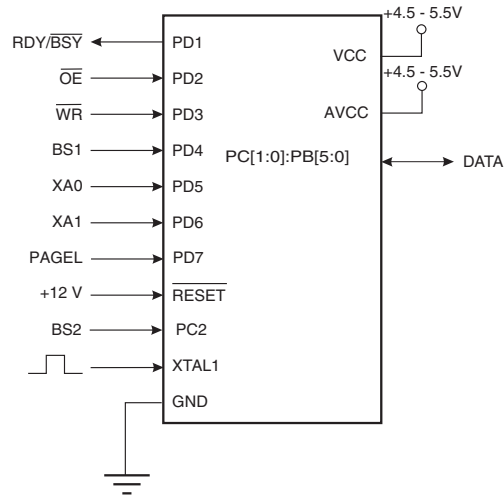 +4.5 - 5.5V
RDY/BSY PD1
VCC
OE PD2
+4.5 - 5.5V
WR PD3
AVCC
BS1 PD4
PC[1:0]:PB[5:0] DATA
XA0 PD5
XA1 PD6
PAGEL PD7
+12 V RESET
BS2 PC2
XTAL1
GND